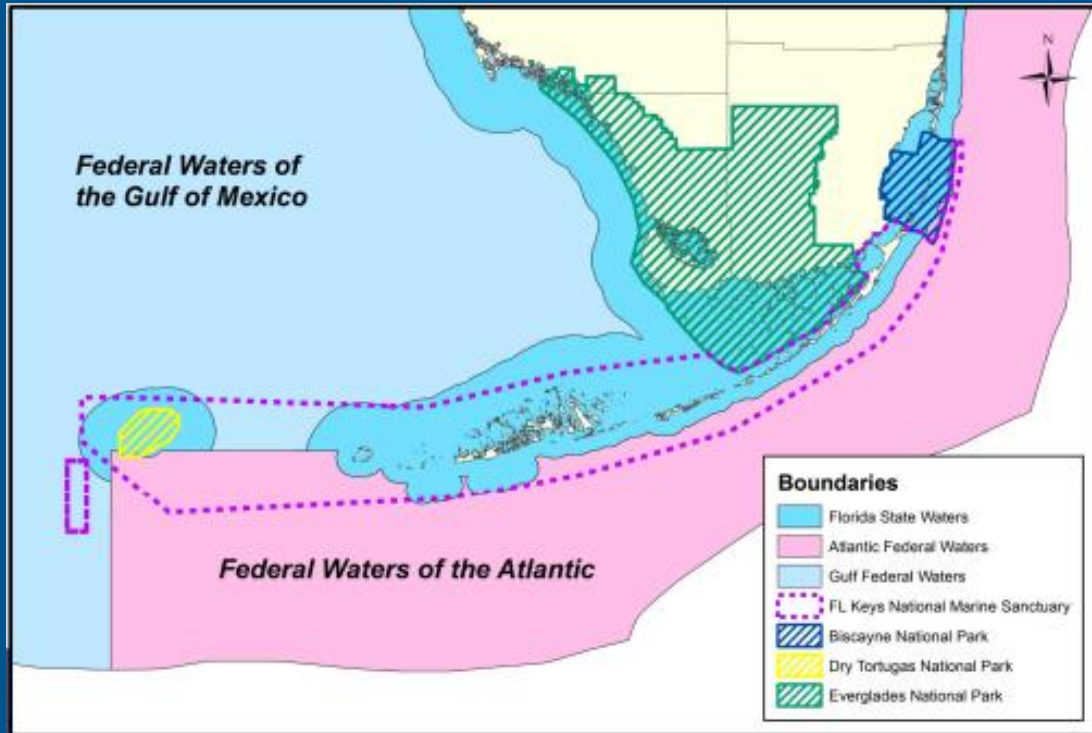 N
Federal Waters of
the Gulf of Mexico
Federal Waters of the Atlantic
Boundaries
Florida State Waters
Atlantic Federal Waters
Gulf Federal Waters
FL Keys National Marine Sanctuary
Biscayne National Park
Dry Tortugas National Park
Everglades National Park